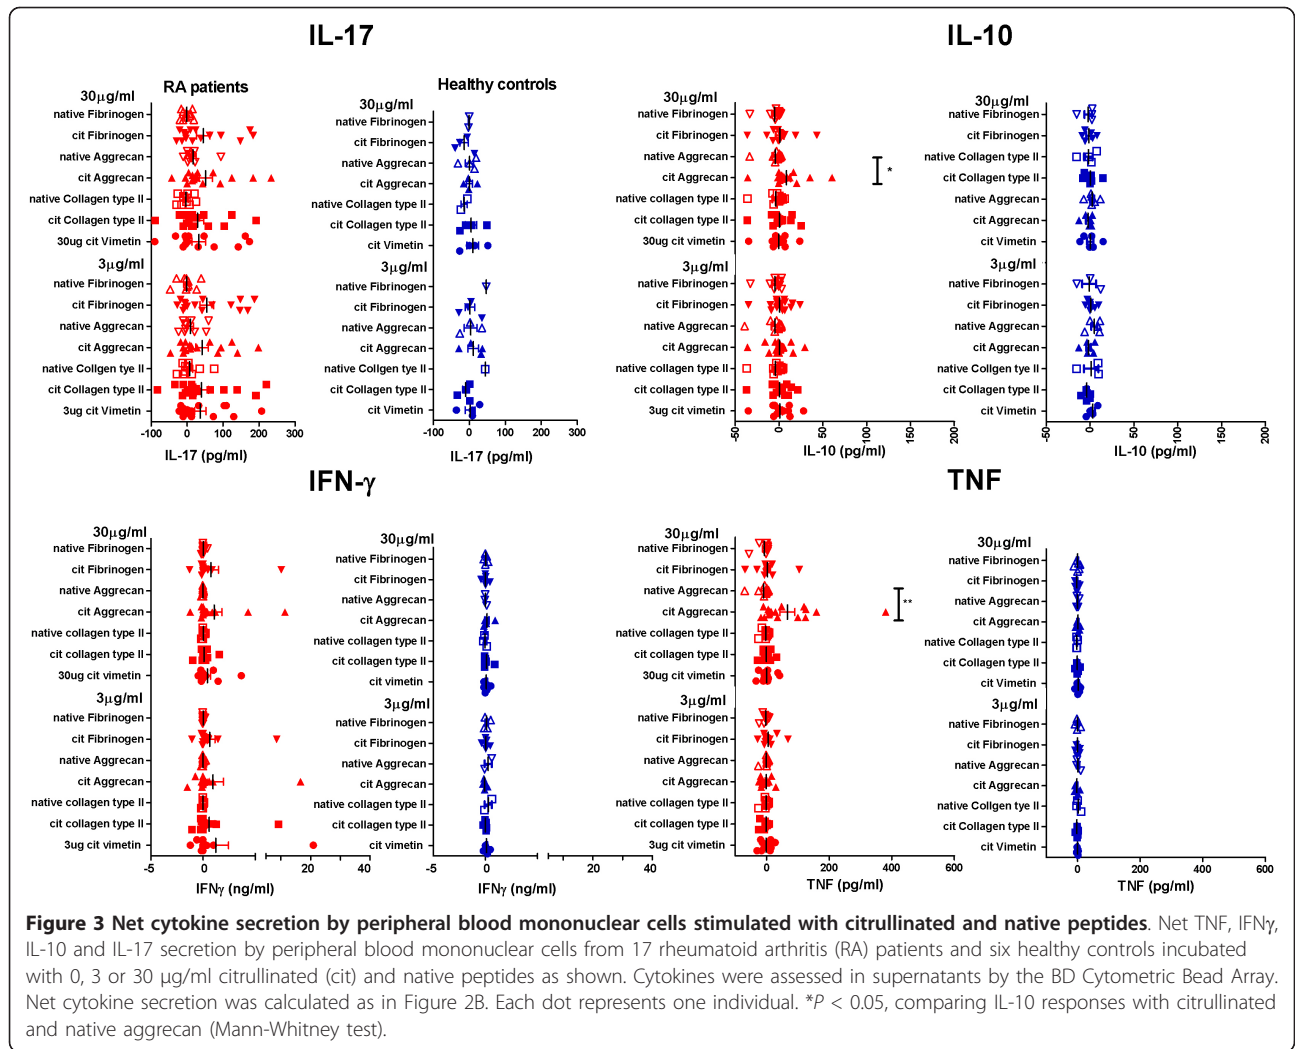 IL-17
IL-10
RA patients
Healthy controls
30µg/ml
native Fibrinogen
cit Fibrinogen
native Aggrecan
cit Aggrecan
native Collagen type II
cit Collagen type II
30ug cit Vimetin
3µg/ml
native Fibrinogen
cit Fibrinogen
native Aggrecan
cit Aggrecan
native Collgen tye II
cit Collagen type II
3ug cit Vimetin
-100 0 100 200 300
IL-17 (pg/ml)
30µg/ml
native Fibrinogen
cit Fibrinogen
native Aggrecan
cit Aggrecan
native Collagen type II
cit Collagen type II
cit Vimetin
3µg/ml
native Fibrinogen
cit Fibrinogen
native Aggrecan
cit Aggrecan
native Collgen type II
cit Collagen type II
cit Vimetin
-100 0 100 200 300
IL-17 (pg/ml)
30µg/ml
native Fibrinogen
cit Fibrinogen
native Aggrecan
cit Aggrecan
*
native collagen type II
cit collagen type II
30ug cit vimetin
3µg/ml
native Fibrinogen
cit Fibrinogen
native Aggrecan
cit Aggrecan
native collagen type II
cit collagen type II
3ug cit vimetin
-50 0 50 100 150 200
IL-10 (pg/ml)
30µg/ml
native Fibrinogen
cit Fibrinogen
native Collagen type II
cit Collagen type II
native Aggrecan
cit Aggrecan
cit Vimetin
3µg/ml
native Fibrinogen
cit Fibrinogen
native Aggrecan
cit Aggrecan
native Collgen type II
cit Collagen type II
cit Vimetin
-50 0 50 100 150 200
IL-10 (pg/ml)
IFN-γ
TNF
30µg/ml
native Fibrinogen
cit Fibrinogen
native Aggrecan
cit Aggrecan
native collagen type II
cit collagen type II
30ug cit vimetin
3µg/ml
native Fibrinogen
cit Fibrinogen
native Aggrecan
cit Aggrecan
native collagen type II
cit collagen type II
3ug cit vimetin
-5 0 20 40
IFNγ (ng/ml)
30µg/ml
native Fibrinogen
cit Fibrinogen
native Aggrecan
cit Aggrecan
native collagen type II
cit collagen type II
cit vimetin
3µg/ml
native Fibrinogen
cit Fibrinogen
native Aggrecan
cit Aggrecan
native collagen type II
cit collagen type II
cit vimetin
-5 0 20 40
IFNγ (ng/ml)
30µg/ml
native Fibrinogen
cit Fibrinogen
native Aggrecan
cit Aggrecan
**
native collagen type II
cit collagen type II
30ug cit vimetin
3µg/ml
native Fibrinogen
cit Fibrinogen
native Aggrecan
cit Aggrecan
native collagen type II
cit collagen type II
3ug cit vimetin
0 200 400 600
TNF (pg/ml)
30µg/ml
native Fibrinogen
cit Fibrinogen
native Aggrecan
cit Aggrecan
native Collagen type II
cit Collagen type II
cit Vimetin
3µg/ml
native Fibrinogen
cit Fibrinogen
native Aggrecan
cit Aggrecan
native Collgen type II
cit Collagen type II
cit Vimetin
0 200 400 600
TNF (pg/ml)
Figure 3 Net cytokine secretion by peripheral blood mononuclear cells stimulated with citrullinated and native peptides. Net TNF, IFNγ,
IL-10 and IL-17 secretion by peripheral blood mononuclear cells from 17 rheumatoid arthritis (RA) patients and six healthy controls incubated
with 0, 3 or 30 µg/ml citrullinated (cit) and native peptides as shown. Cytokines were assessed in supernatants by the BD Cytometric Bead Array.
Net cytokine secretion was calculated as in Figure 2B. Each dot represents one individual. *P < 0.05, comparing IL-10 responses with citrullinated
and native aggrecan (Mann-Whitney test).